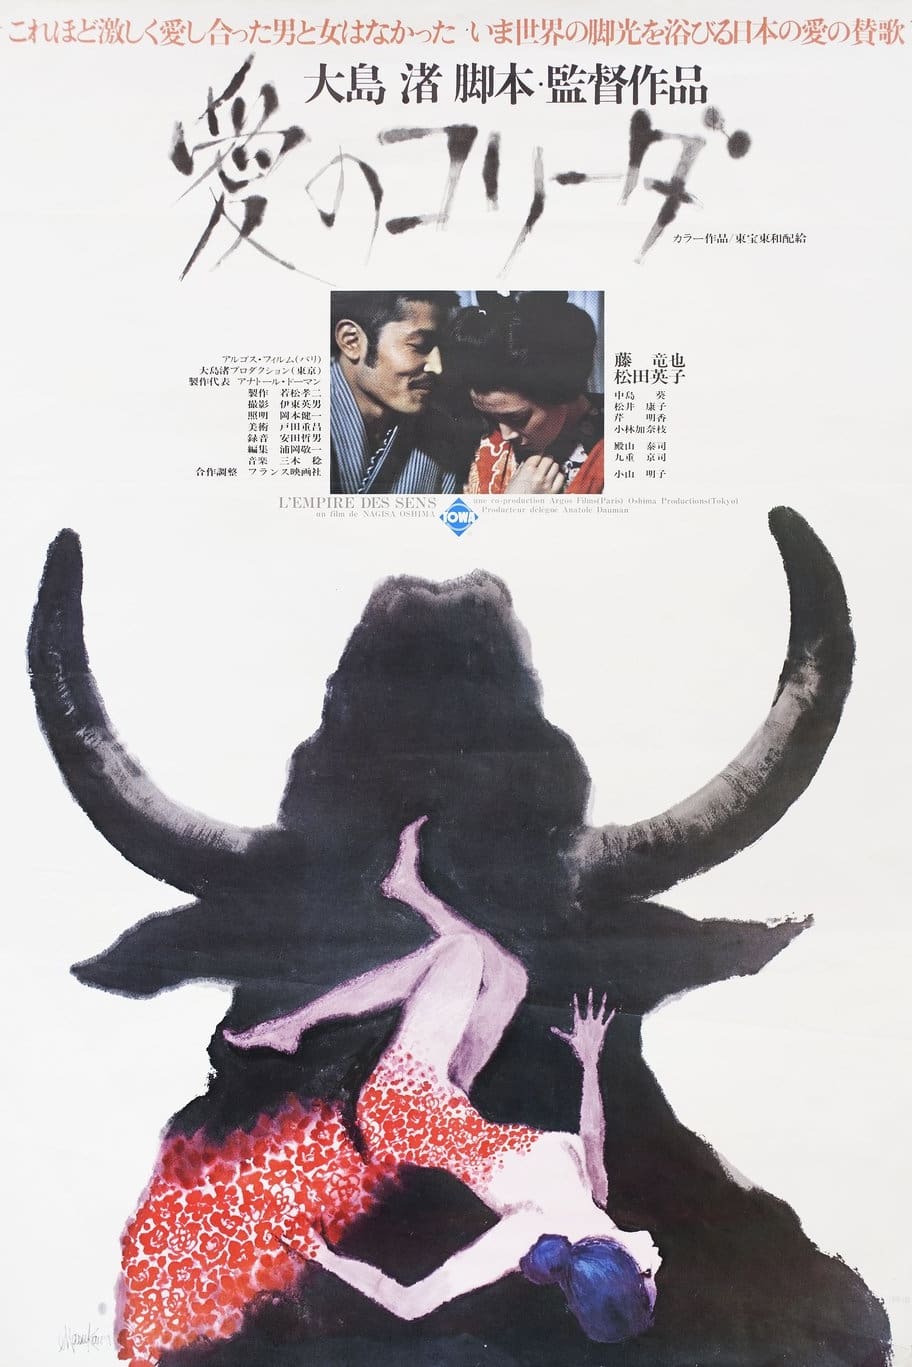 これほど激しく愛し合った男と女はなかった いま世界の脚光を浴びる日本の愛の賛歌
大島 渚 脚本・監督作品
愛のコリーダ
カラー作品/東宝東和配給
アルゴス・フィルム(パリ)
大島渚プロダクション(東京)
製作代表 アナトール・ドーマン
製作 若松孝二
撮影 伊東英男
照明 岡本健一
美術 戸田重昌
録音 安田哲男
編集 浦岡敬一
音楽 三木 稔
合作調整 フランス映画社
藤 竜也
松田英子
中島 葵
松井 康子
芹 明香
小林加奈枝
殿山 泰司
九重 京司
小山 明子
L'EMPIRE DES SENS
un film de NAGISA OSHIMA
TOWA
une co-production Argos Films(Paris) Oshima Productions(Tokyo)
Producteur délégué Anatole Dauman